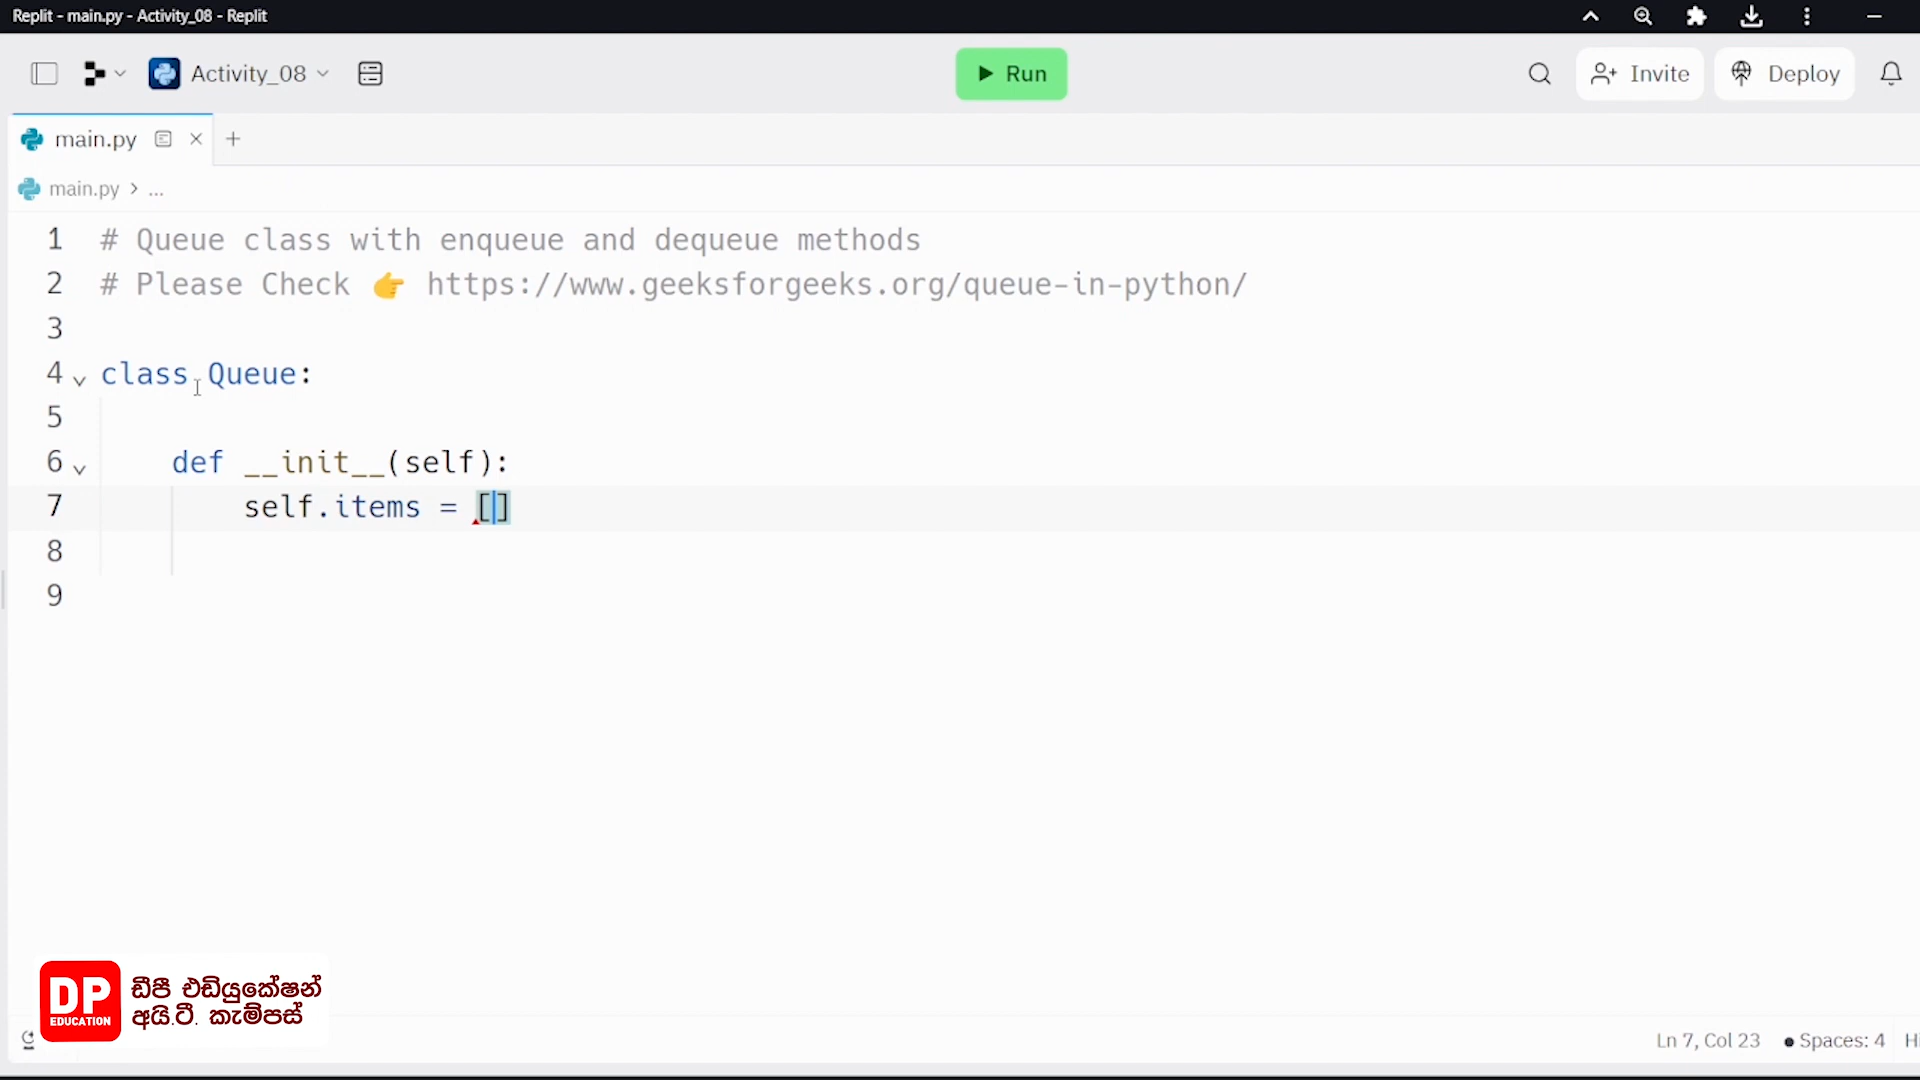 Replit - main.py - Activity_08 - Replit
Activity_08
Run
Invite
Deploy
main.py
main.py > ...
1 # Queue class with enqueue and dequeue methods
2 # Please Check 👉 https://www.geeksforgeeks.org/queue-in-python/
3
4 class Queue:
5
6 def __init__(self):
7 self.items = []
8
9
DP
EDUCATION
ඩීපී එඩියුකේෂන්
අයි.ටී. කැම්පස්
Ln 7, Col 23
Spaces: 4